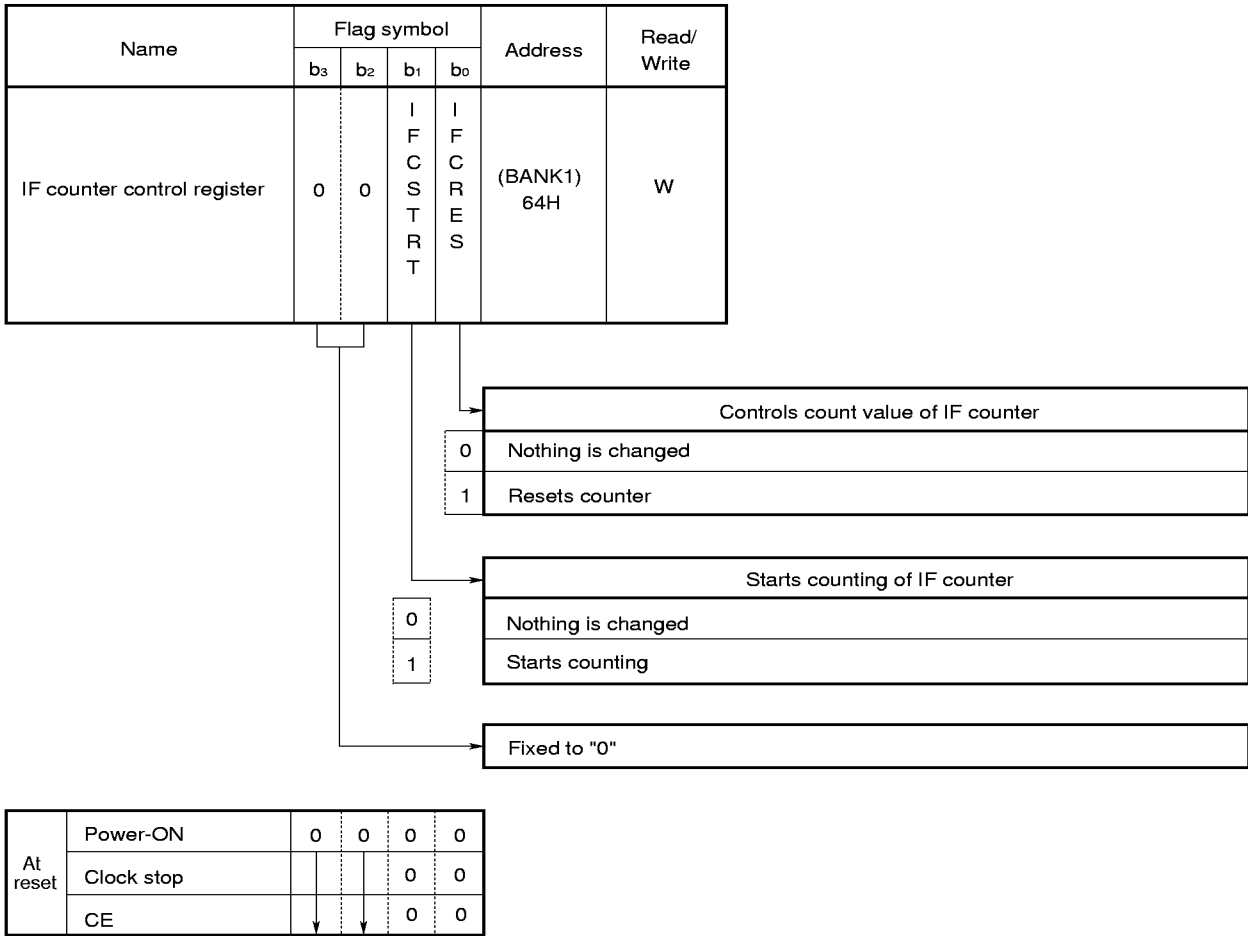 Name Flag symbol Address Read/
Write
b3 b2 b1 b0
IF counter control register 0 0 IFCSTRT IFCRES (BANK1)
64H W
Controls count value of IF counter
0 Nothing is changed
1 Resets counter
Starts counting of IF counter
0 Nothing is changed
1 Starts counting
Fixed to "0"
At
reset
Power-ON 0 0 0 0
Clock stop 0 0
CE 0 0